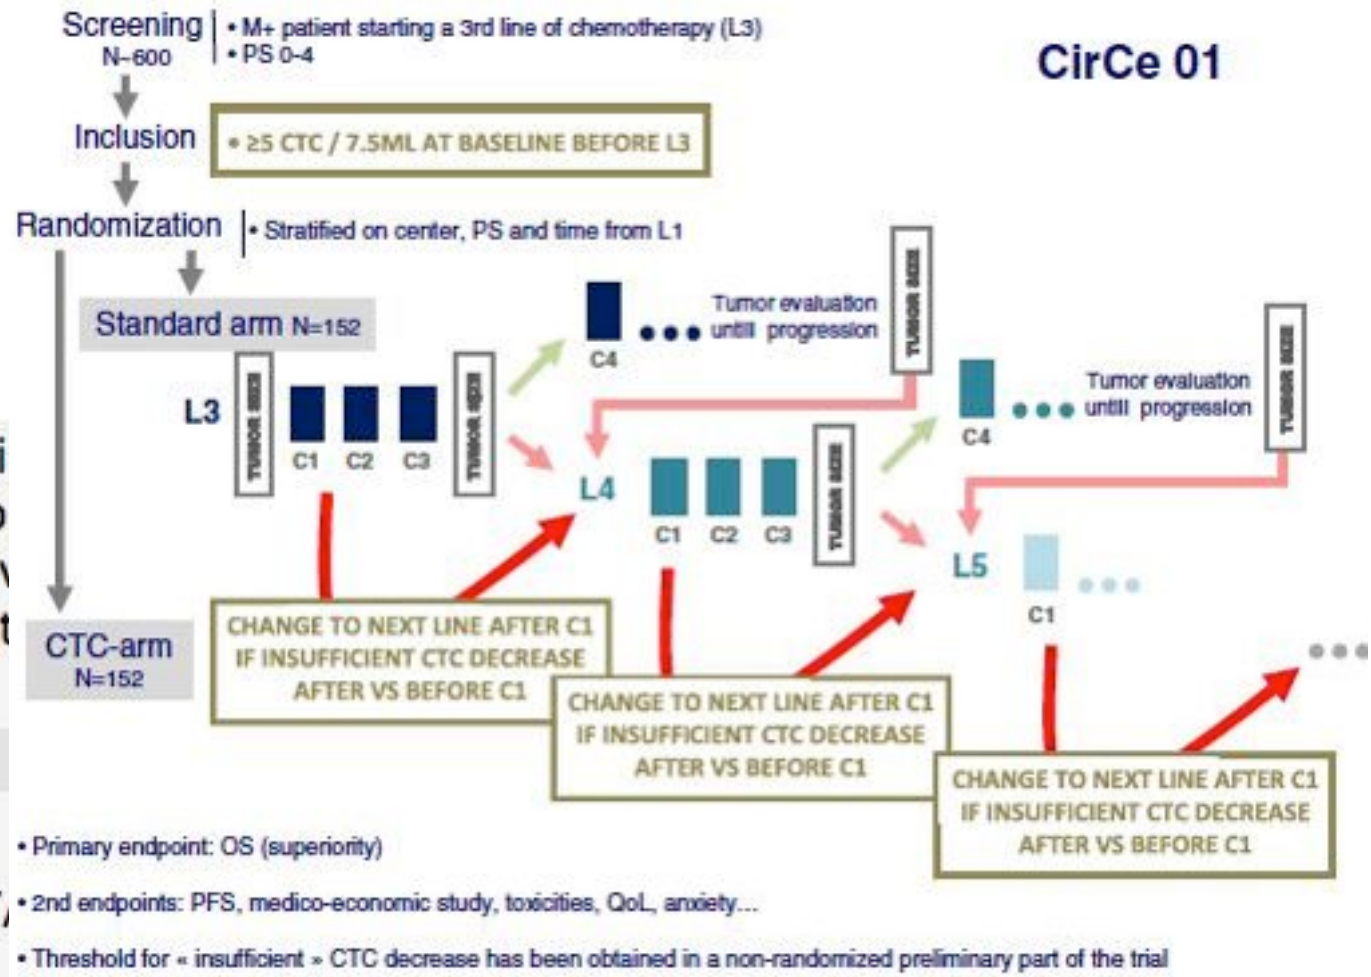 Screening
N~600
• M+ patient starting a 3rd line of chemotherapy (L3)
• PS 0-4
CirCe 01
Inclusion
• ≥5 CTC / 7.5ML AT BASELINE BEFORE L3
Randomization
• Stratified on center, PS and time from L1
Standard arm N=152
L3
TUMOR SIZE
C1
C2
C3
TUMOR SIZE
C4
Tumor evaluation
untill progression
TUMOR SIZE
L4
C1
C2
C3
TUMOR SIZE
C4
Tumor evaluation
untill progression
TUMOR SIZE
L5
C1
CTC-arm
N=152
CHANGE TO NEXT LINE AFTER C1
IF INSUFFICIENT CTC DECREASE
AFTER VS BEFORE C1
CHANGE TO NEXT LINE AFTER C1
IF INSUFFICIENT CTC DECREASE
AFTER VS BEFORE C1
CHANGE TO NEXT LINE AFTER C1
IF INSUFFICIENT CTC DECREASE
AFTER VS BEFORE C1
• Primary endpoint: OS (superiority)
• 2nd endpoints: PFS, medico-economic study, toxicities, QoL, anxiety...
• Threshold for « insufficient » CTC decrease has been obtained in a non-randomized preliminary part of the trial